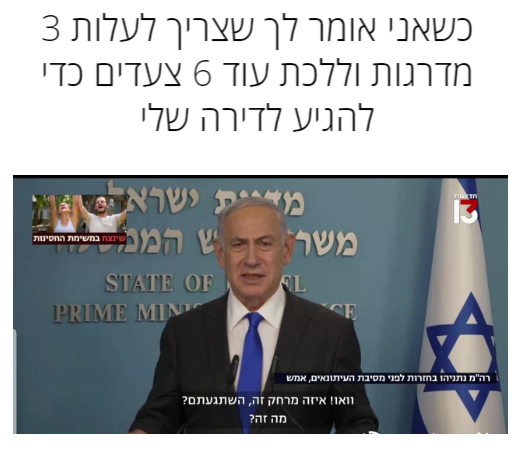 כשאני אומר לך שצריך לעלות 3
מדרגות וללכת עוד 6 צעדים כדי
להגיע לדירה שלי
חדשות
13
מדינת ישראל
משרד ראש הממשלה
STATE OF ISRAEL
PRIME MINISTER'S OFFICE
שינצח במשימת החסינות
רה"מ נתניהו בחזרות לפני מסיבת העיתונאים, אמש
וואו! איזה מרחק זה, השתגעתם?
מה זה?